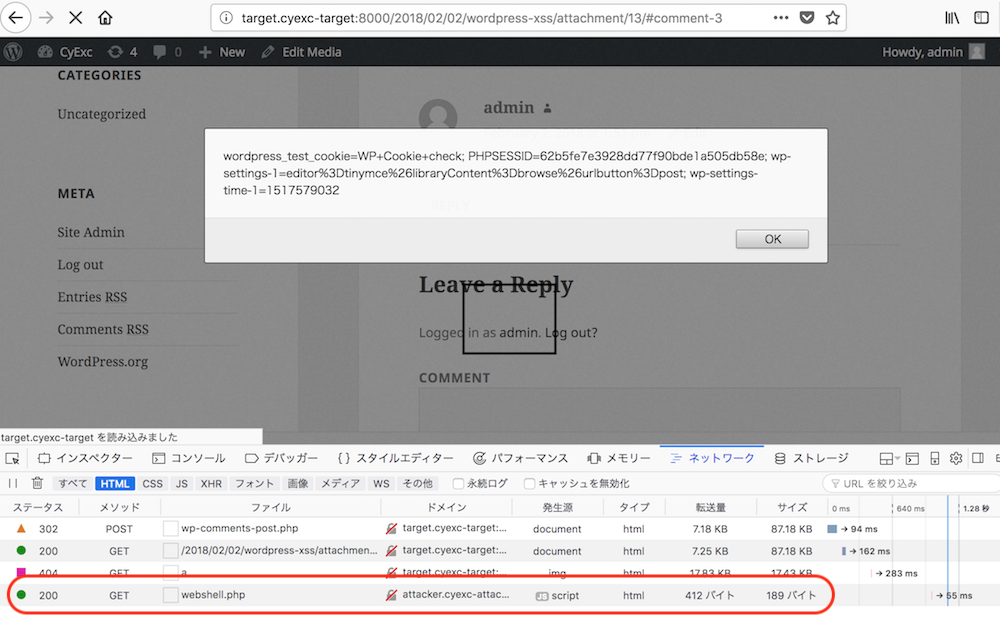 target.cyexc-target:8000/2018/02/02/wordpress-xss/attachment/13/#comment-3
CyExc 4 0 New Edit Media Howdy, admin
CATEGORIES
Uncategorized
admin
wordpress_test_cookie=WP+Cookie+check; PHPSESSID=62b5fe7e3928dd77f90bde1a505db58e; wp-
settings-1=editor%3Dtinymce%26libraryContent%3Dbrowse%26urlbutton%3Dpost; wp-settings-
time-1=1517579032
OK
META
Site Admin
Log out
Entries RSS
Comments RSS
WordPress.org
Leave a Reply
Logged in as admin. Log out?
COMMENT
target.cyexc-target を読み込みました
インスペクター コンソール デバッガー {} スタイルエディター パフォーマンス メモリー ネットワーク ストレージ
すべて HTML CSS JS XHR フォント 画像 メディア WS その他 永続ログ キャッシュを無効化 URL を絞り込み
ステータス メソッド ファイル ドメイン 発生源 タイプ 転送量 サイズ 0 ms 640 ms 1.28 秒
302 POST wp-comments-post.php target.cyexc-target:... document html 7.18 KB 87.18 KB → 94 ms
200 GET /2018/02/02/wordpress-xss/attachmen... target.cyexc-target:... document html 7.25 KB 87.18 KB → 162 ms
404 GET a target.cyexc-target:... img html 17.83 KB 17.43 KB → 283 ms
200 GET webshell.php attacker.cyexc-attac... JS script html 412 バイト 189 バイト → 55 ms